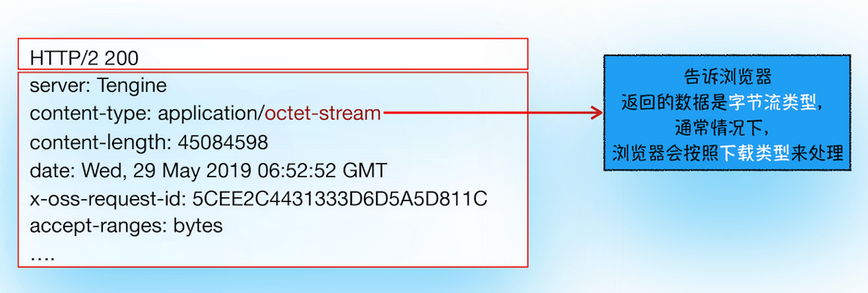 HTTP/2 200
server: Tengine
content-type: application/octet-stream
content-length: 45084598
date: Wed, 29 May 2019 06:52:52 GMT
x-oss-request-id: 5CEE2C4431333D6D5A5D811C
accept-ranges: bytes
....
告诉浏览器
返回的数据是字节流类型，
通常情况下，
浏览器会按照下载类型来处理